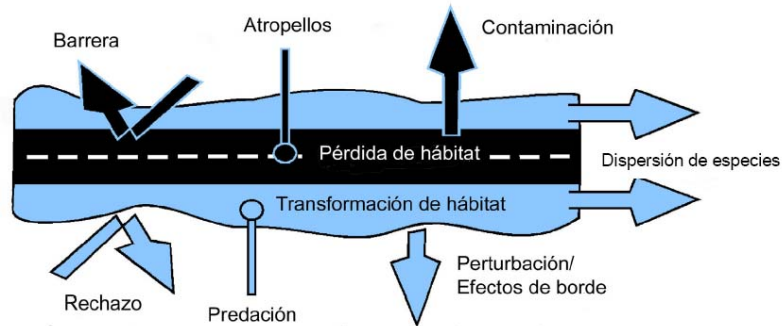 Atropellos
Contaminación
Barrera
Pérdida de hábitat
Dispersión de especies
Transformación de hábitat
Rechazo
Predación
Perturbación/
Efectos de borde